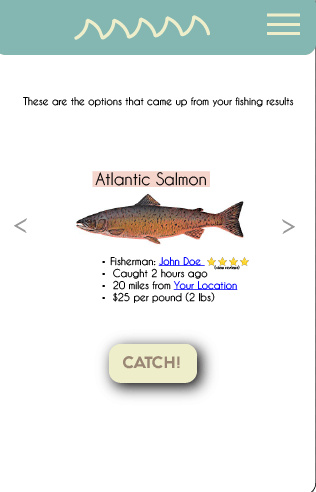 These are the options that came up from your fishing results
Atlantic Salmon
<
>
• Fisherman: John Doe
(view reviews)
• Caught 2 hours ago
• 20 miles from Your Location
• $25 per pound (2 lbs)
CATCH!